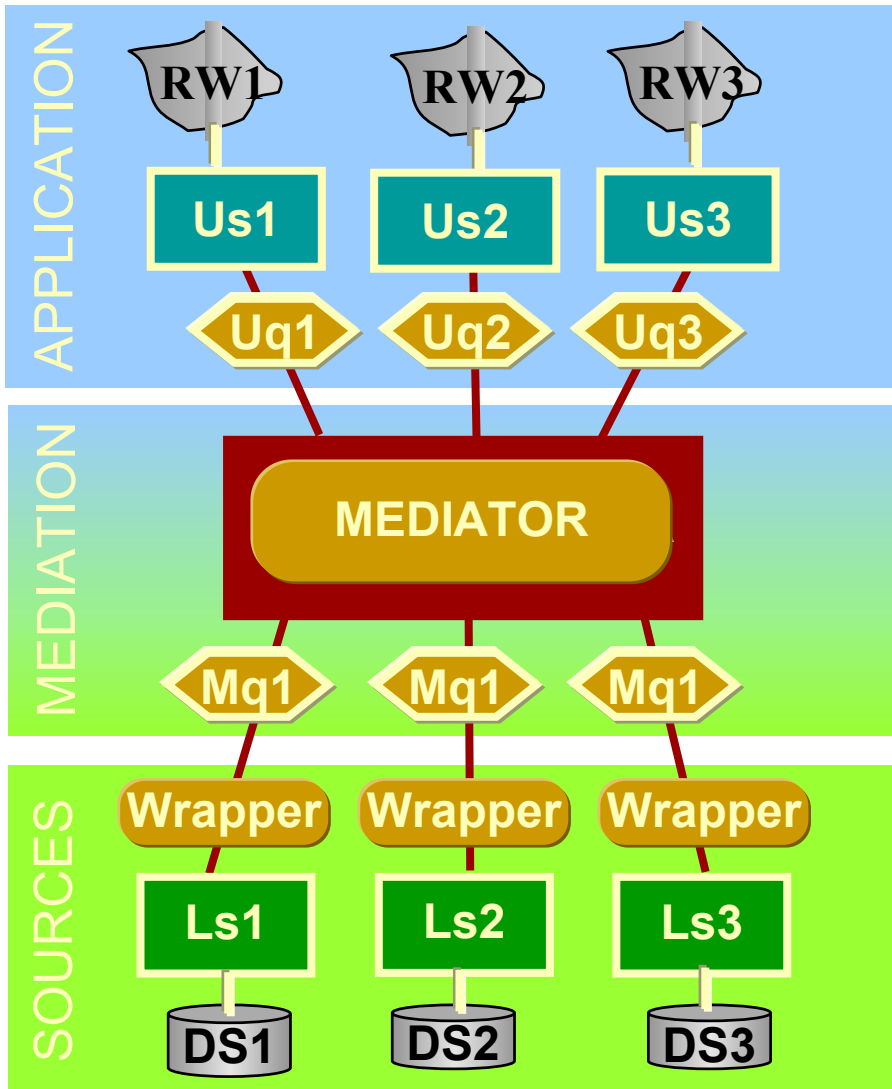 APPLICATION
RW1 RW2 RW3
Us1 Us2 Us3
Uq1 Uq2 Uq3
MEDIATION
MEDIATOR
Mq1 Mq1 Mq1
SOURCES
Wrapper Wrapper Wrapper
Ls1 Ls2 Ls3
DS1 DS2 DS3